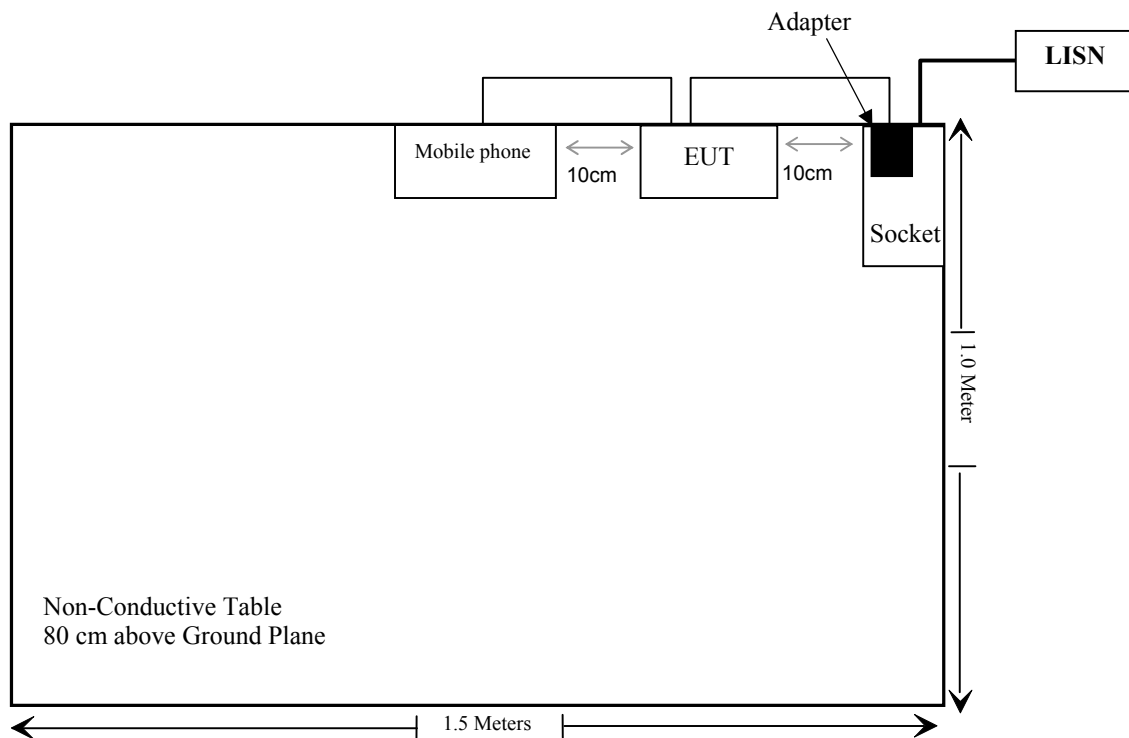 Adapter
LISN
Mobile phone
10cm
EUT
10cm
Socket
1.0 Meter
Non-Conductive Table
80 cm above Ground Plane
1.5 Meters